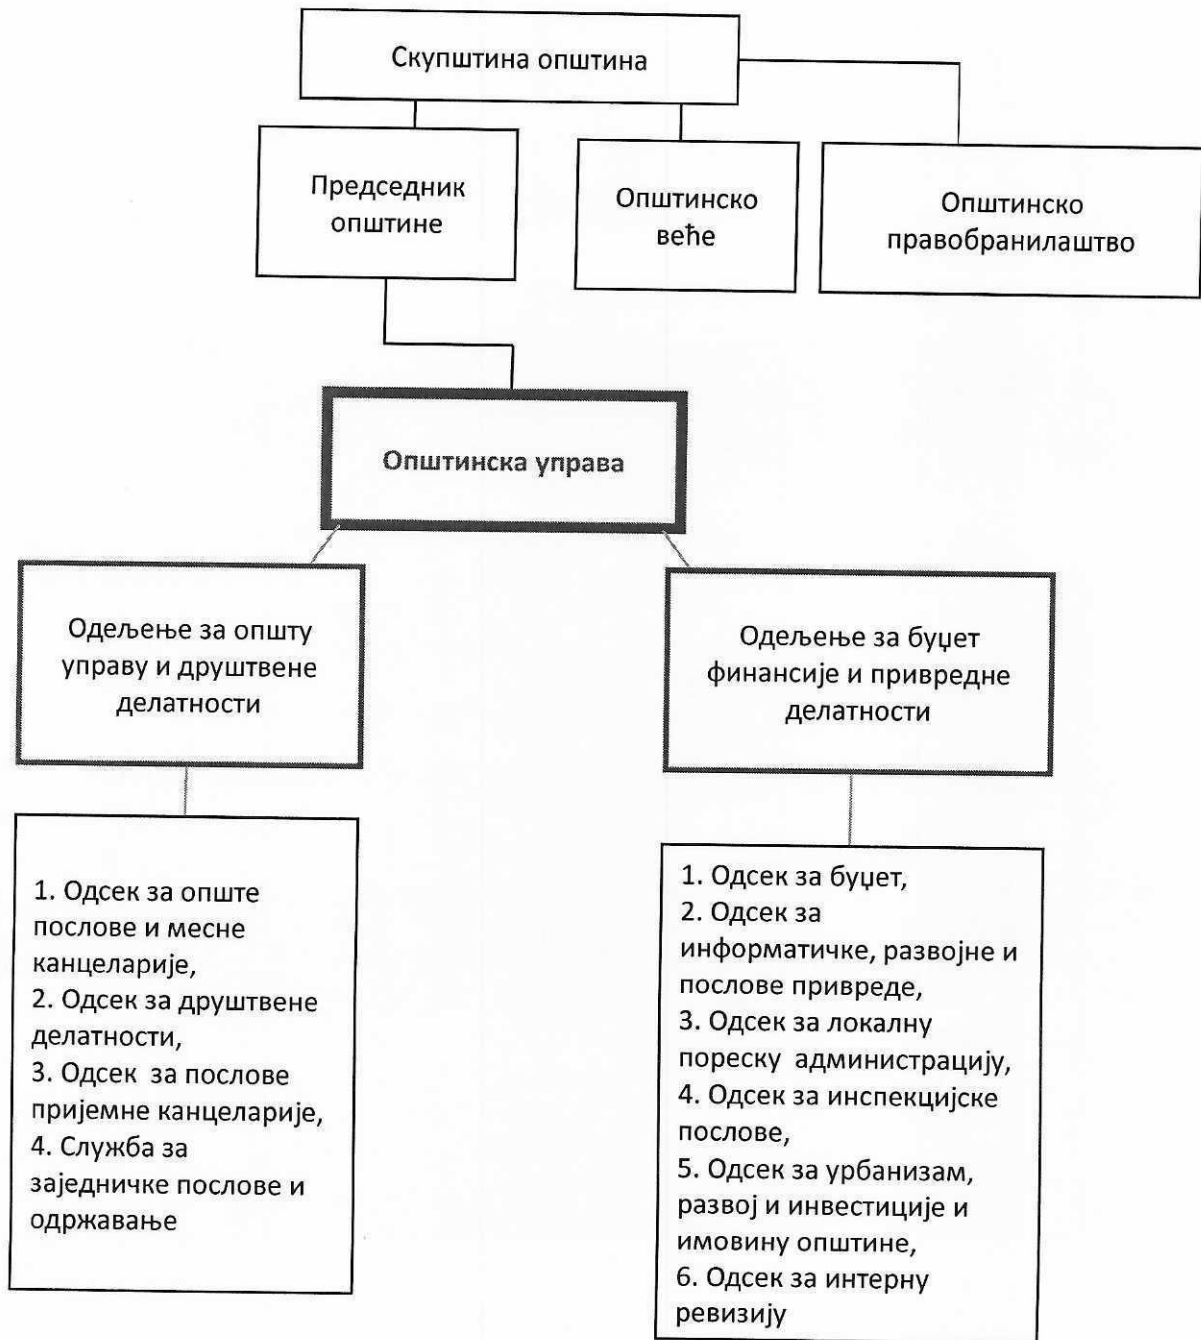 Скупштина општина
Председник
општине
Општинско
веће
Општинско
правобранилаштво
Општинска управа
Одељење за општу
управу и друштвене
делатности
Одељење за буџет
финансије и привредне
делатности
1. Одсек за опште
послове и месне
канцеларије,
2. Одсек за друштвене
делатности,
3. Одсек за послове
пријемне канцеларије,
4. Служба за
заједничке послове и
одржавање
1. Одсек за буџет,
2. Одсек за
информатичке, развојне и
послове привреде,
3. Одсек за локалну
пореску администрацију,
4. Одсек за инспекцијске
послове,
5. Одсек за урбанизам,
развој и инвестиције и
имовину општине,
6. Одсек за интерну
ревизију